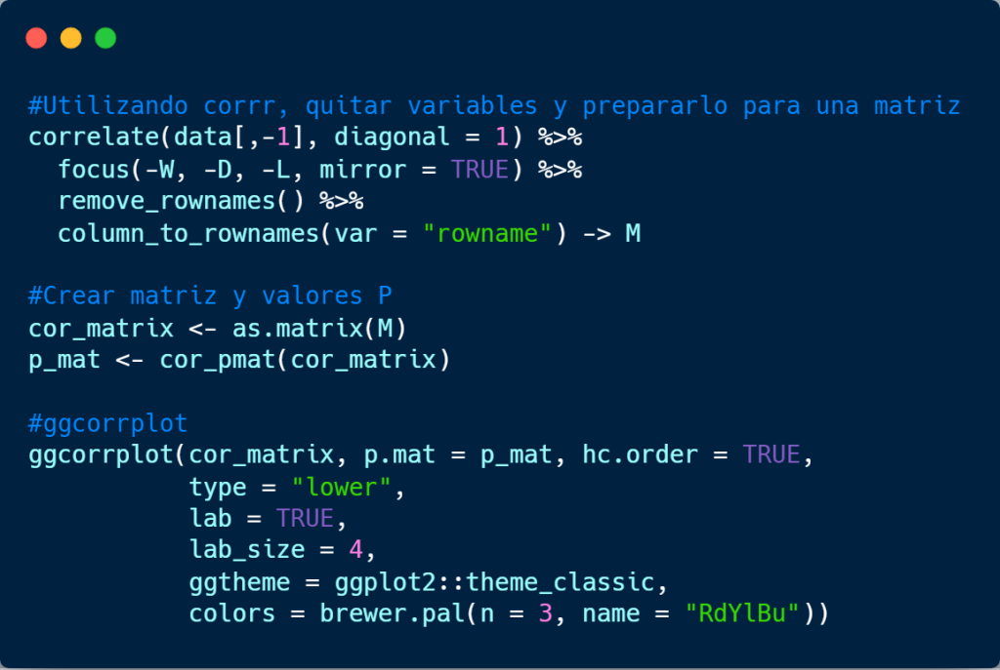 #Utilizando corrr, quitar variables y prepararlo para una matriz
correlate(data[,-1], diagonal = 1) %>%
  focus(-W, -D, -L, mirror = TRUE) %>%
  remove_rownames() %>%
  column_to_rownames(var = "rowname") -> M

#Crear matriz y valores P
cor_matrix <- as.matrix(M)
p_mat <- cor_pmat(cor_matrix)

#ggcorrplot
ggcorrplot(cor_matrix, p.mat = p_mat, hc.order = TRUE,
           type = "lower",
           lab = TRUE,
           lab_size = 4,
           ggtheme = ggplot2::theme_classic,
           colors = brewer.pal(n = 3, name = "RdYlBu"))